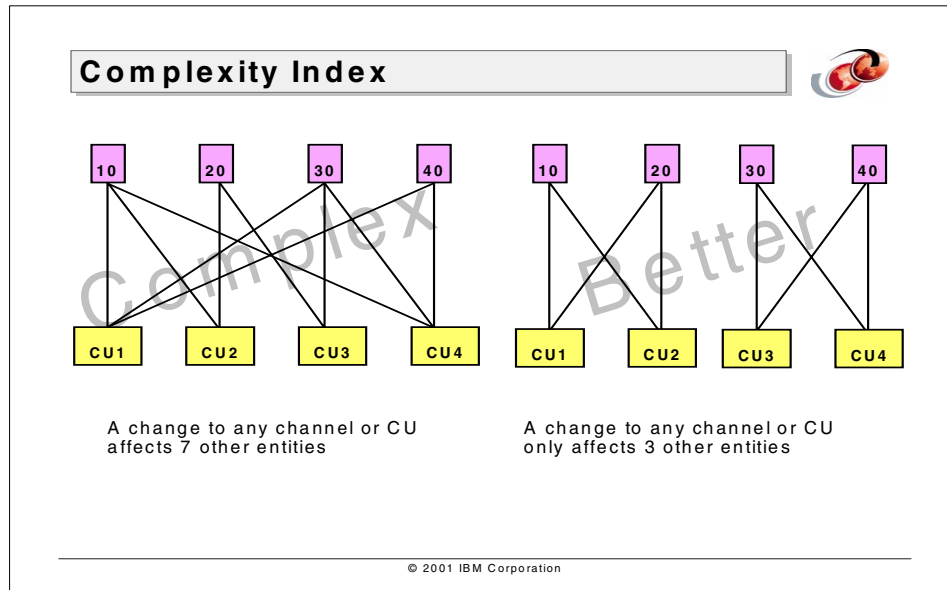 Complexity Index
10 20 30 40
Complex
CU1 CU2 CU3 CU4
A change to any channel or CU
affects 7 other entities
10 20 30 40
Better
CU1 CU2 CU3 CU4
A change to any channel or CU
only affects 3 other entities
© 2001 IBM Corporation